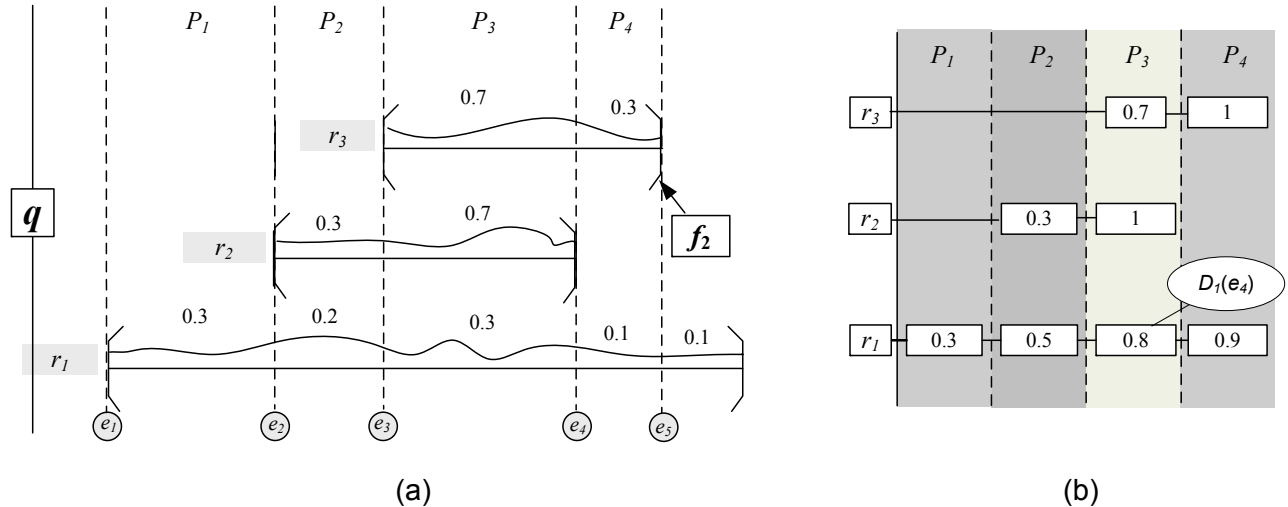 P1 P2 P3 P4
0.7 0.3
r3
q
f2
0.3 0.7
r2
0.3 0.2 0.3 0.1 0.1
r1
e1 e2 e3 e4 e5
(a)
P1 P2 P3 P4
r3 0.7 1
r2 0.3 1
D1(e4)
r1 0.3 0.5 0.8 0.9
(b)